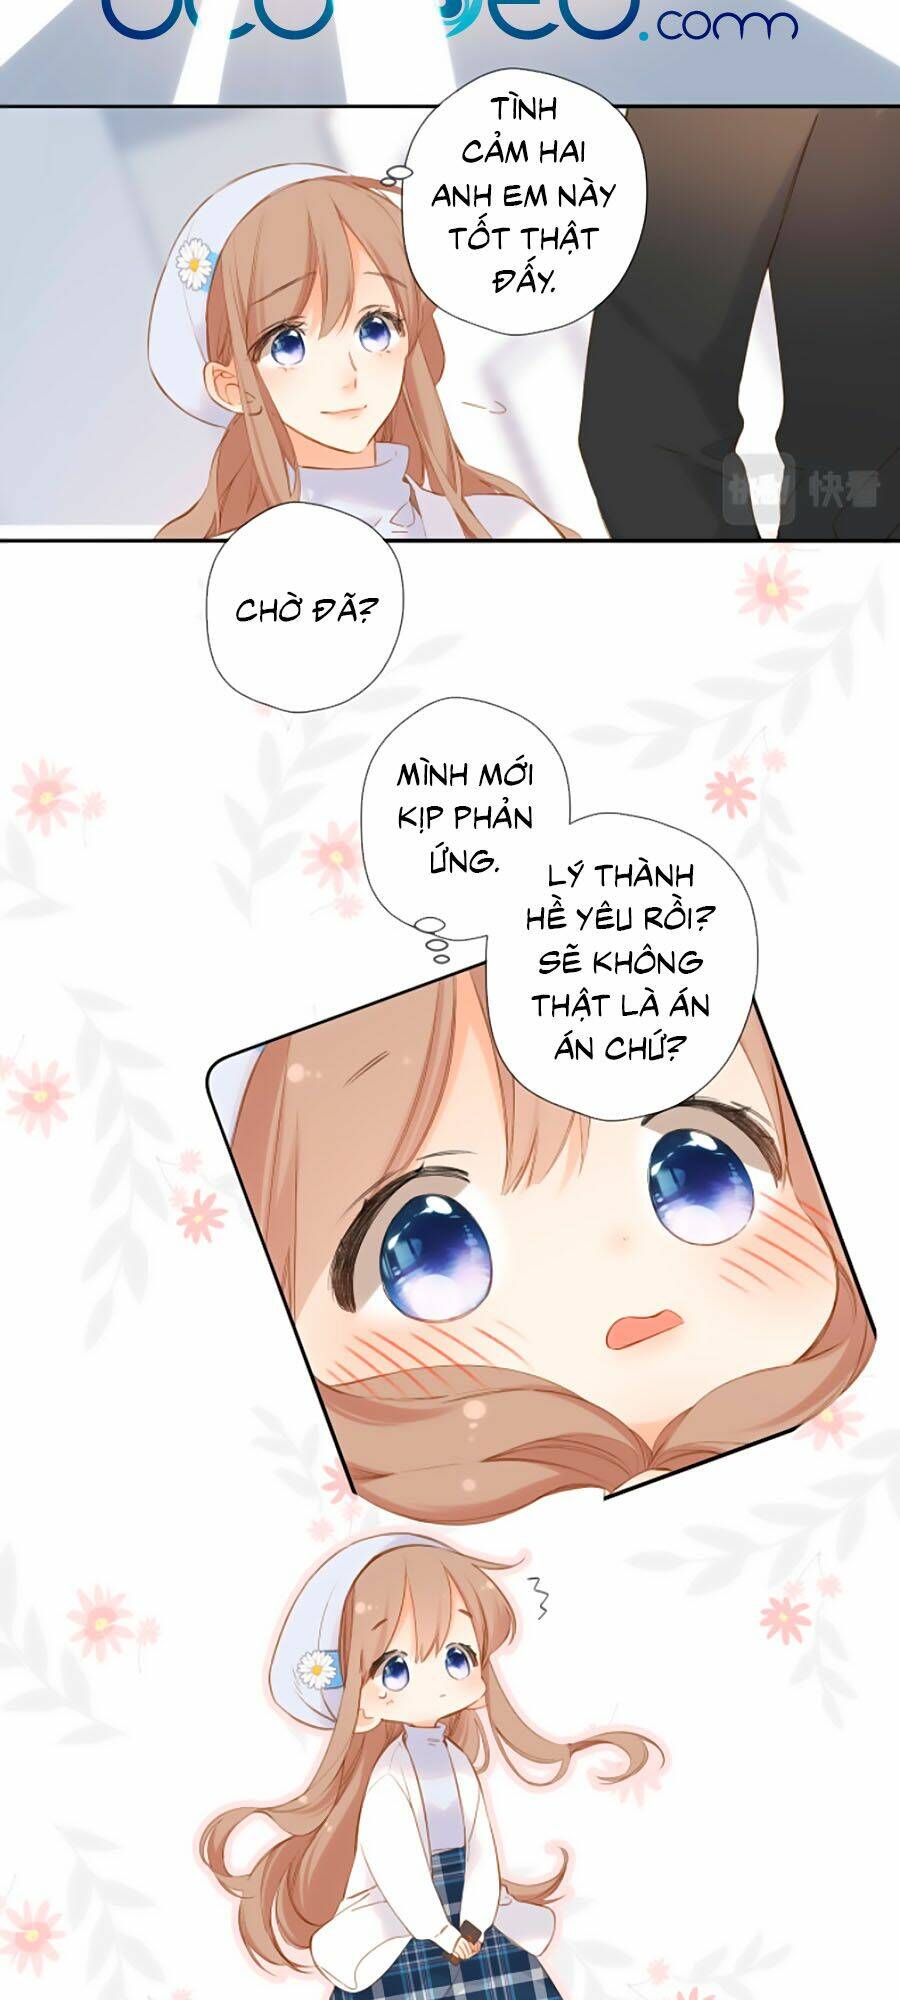 .com
TÌNH
CẢM HAI
ANH EM NÀY
TỐT THẬT
ĐẤY.
快看
CHỜ ĐÃ?
MÌNH MỚI
KỊP PHẢN
ỨNG.
LÝ THÀNH
HỀ YÊU RỒI?
SẼ KHÔNG
THẬT LÀ ÁN
ÁN CHỨ?